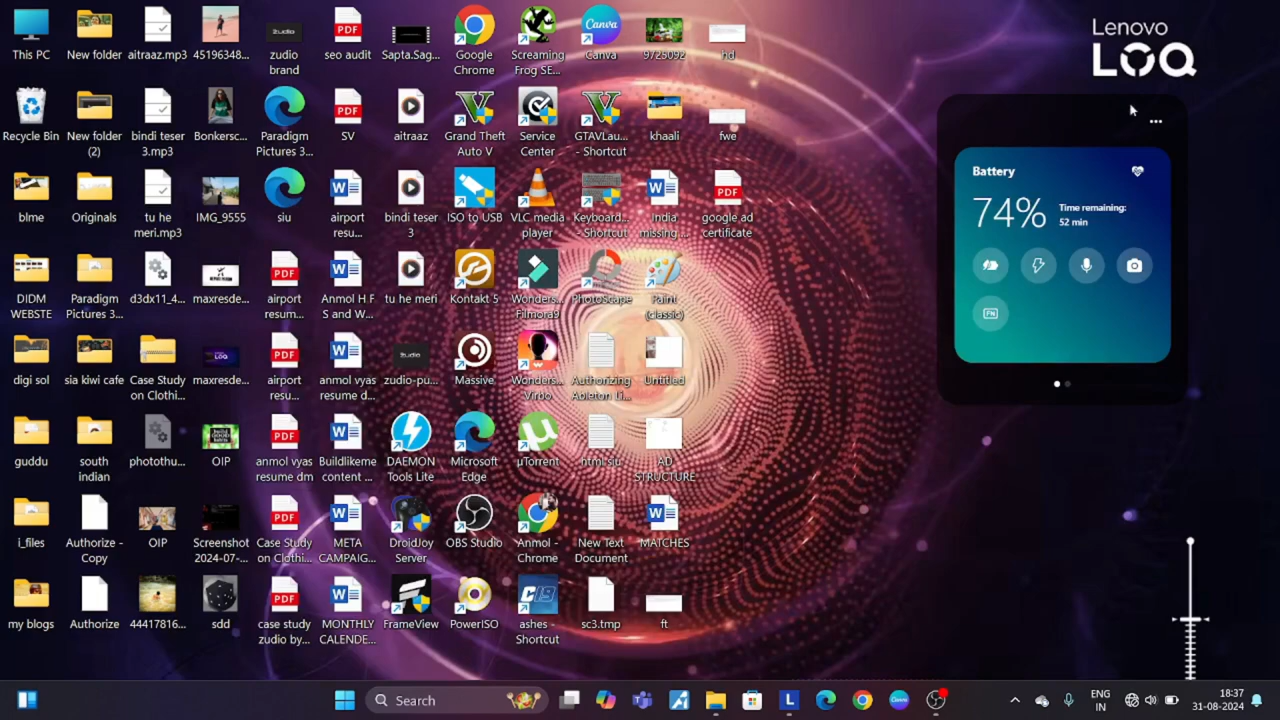 This PC
New folder
aitraaz.mp3
45196348...
zudio
brand
seo audit
Sapta.Sag...
Google
Chrome
Screaming
Frog SE...
Canva
9725092
hd
Lenovo
LOQ
Recycle Bin
New folder
(2)
bindi teser
3.mp3
Bonkersc...
Paradigm
Pictures 3...
SV
aitraaz
Grand Theft
Auto V
Service
Center
GTAVLau...
- Shortcut
khaali
fwe
blme
Originals
tu he
meri.mp3
IMG_9555
siu
airport
resu...
bindi teser
3
ISO to USB
VLC media
player
Keyboard...
- Shortcut
India
missing ...
google ad
certificate
DIDM
WEBSTE
Paradigm
Pictures 3...
d3dx11_4...
maxresde...
airport
resum...
Anmol H F
S and W...
tu he meri
Kontakt 5
Wonders...
Filmora9
PhotoScape
Paint
(classic)
digi sol
sia kiwi cafe
Case Study
on Clothi...
maxresde...
airport
resu...
anmol vyas
resume d...
zudio-pu...
Massive
Wonders...
Virbo
Authorizing
Ableton Li...
Untitled
guddu
south
indian
photothu...
OIP
anmol vyas
resume dm
Buildlikeme
content ...
DAEMON
Tools Lite
Microsoft
Edge
µTorrent
html siu
AD
STRUCTURE
i_files
Authorize -
Copy
OIP
Screenshot
2024-07-...
Case Study
on Clothi...
META
CAMPAIG...
DroidJoy
Server
OBS Studio
Anmol -
Chrome
New Text
Document
MATCHES
my blogs
Authorize
44417816...
sdd
case study
zudio by...
MONTHLY
CALENDE...
FrameView
PowerISO
ashes -
Shortcut
sc3.tmp
ft
Battery
74%
Time remaining:
52 min
FN
Search
ENG
IN
18:37
31-08-2024